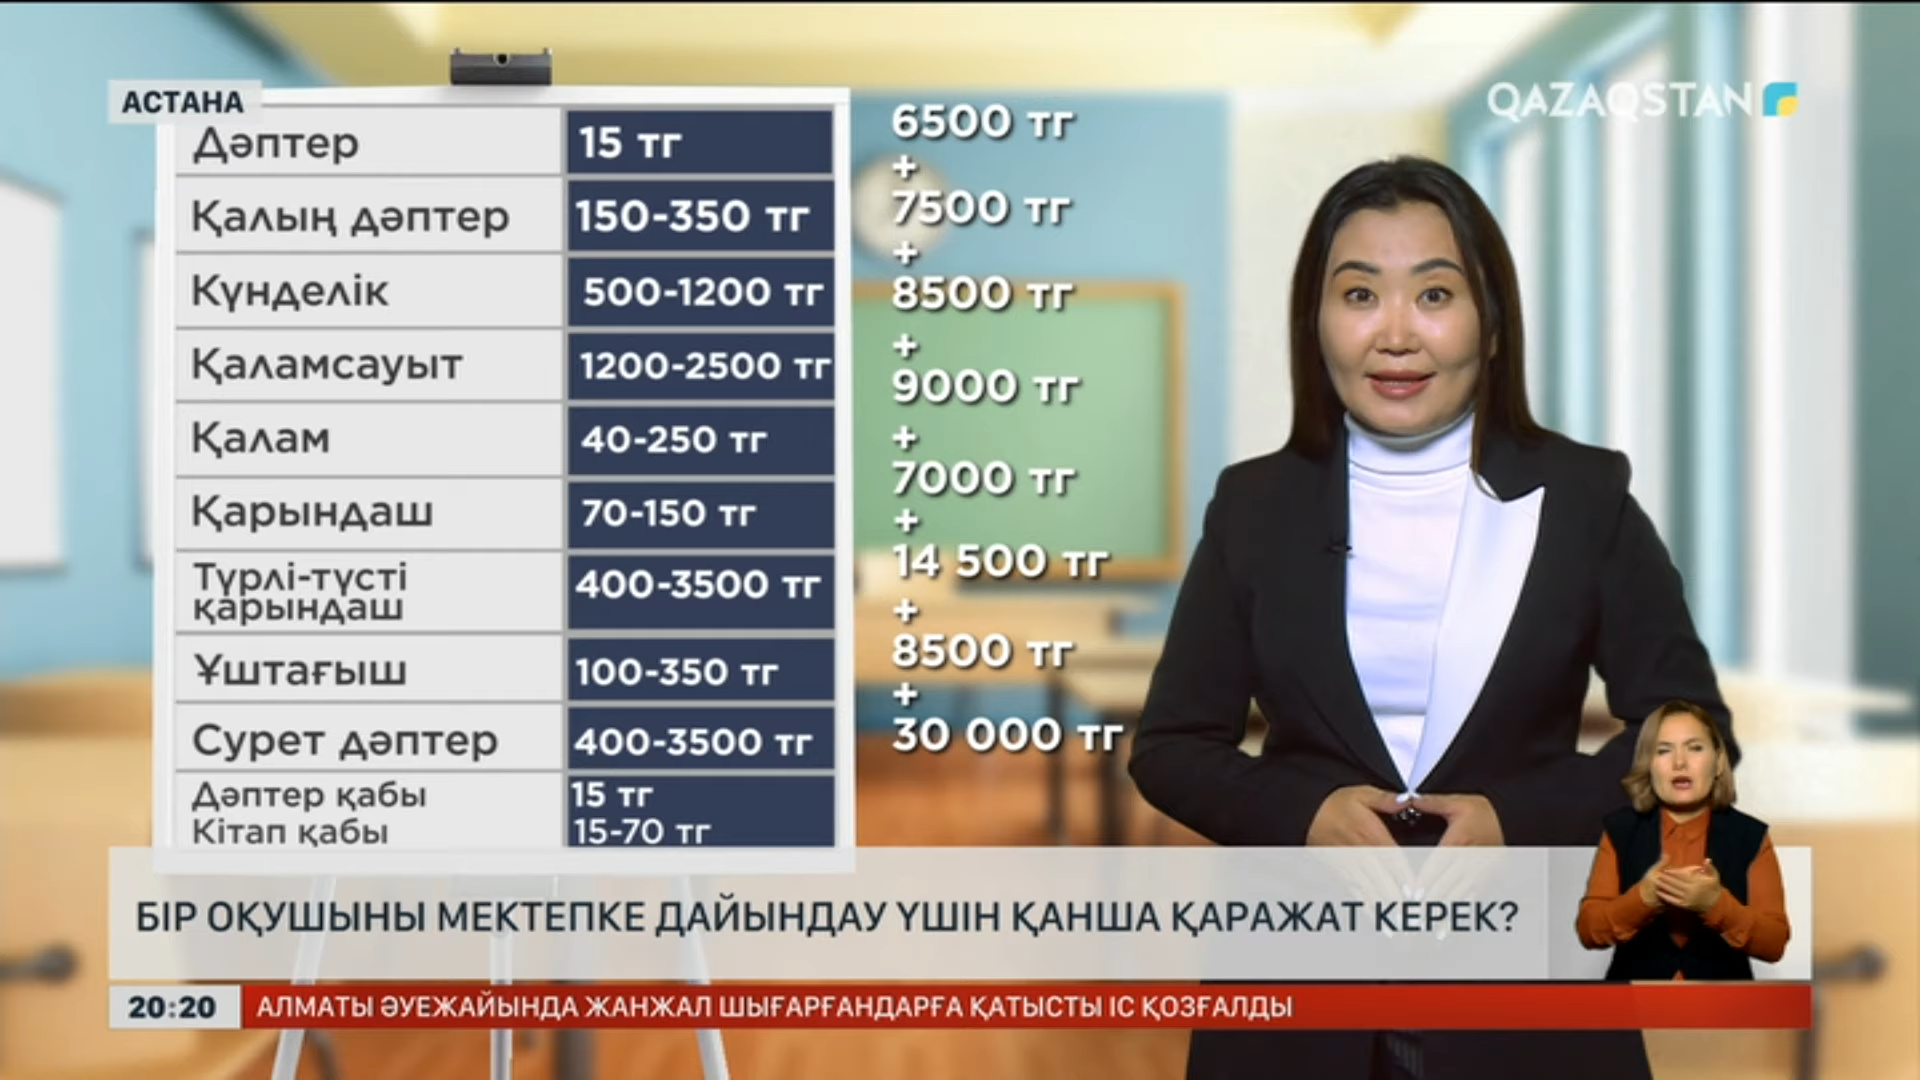 АСТАНА
QAZAQSTAN
Дәптер 15 тг
Қалың дәптер 150-350 тг
Күнделік 500-1200 тг
Қаламсауыт 1200-2500 тг
Қалам 40-250 тг
Қарындаш 70-150 тг
Түрлі-түсті
қарындаш 400-3500 тг
Ұштағыш 100-350 тг
Сурет дәптер 400-3500 тг
Дәптер қабы 15 тг
Кітап қабы 15-70 тг
6500 тг
+
7500 тг
+
8500 тг
+
9000 тг
+
7000 тг
+
14 500 тг
+
8500 тг
+
30 000 тг
БІР ОҚУШЫНЫ МЕКТЕПКЕ ДАЙЫНДАУ ҮШІН ҚАНША ҚАРАЖАТ КЕРЕК?
20:20 АЛМАТЫ ӘУЕЖАЙЫНДА ЖАНЖАЛ ШЫҒАРҒАНДАРҒА ҚАТЫСТЫ ІС ҚОЗҒАЛДЫ